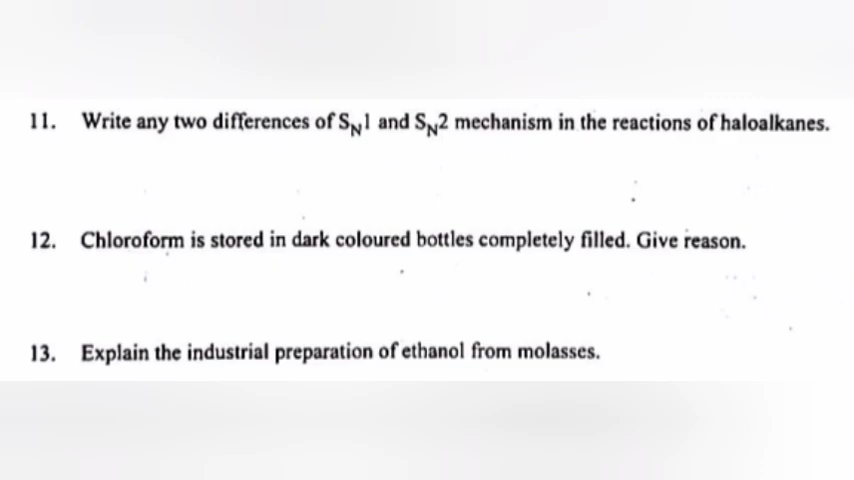 11. Write any two differences of SN1 and SN2 mechanism in the reactions of haloalkanes.
12. Chloroform is stored in dark coloured bottles completely filled. Give reason.
13. Explain the industrial preparation of ethanol from molasses.